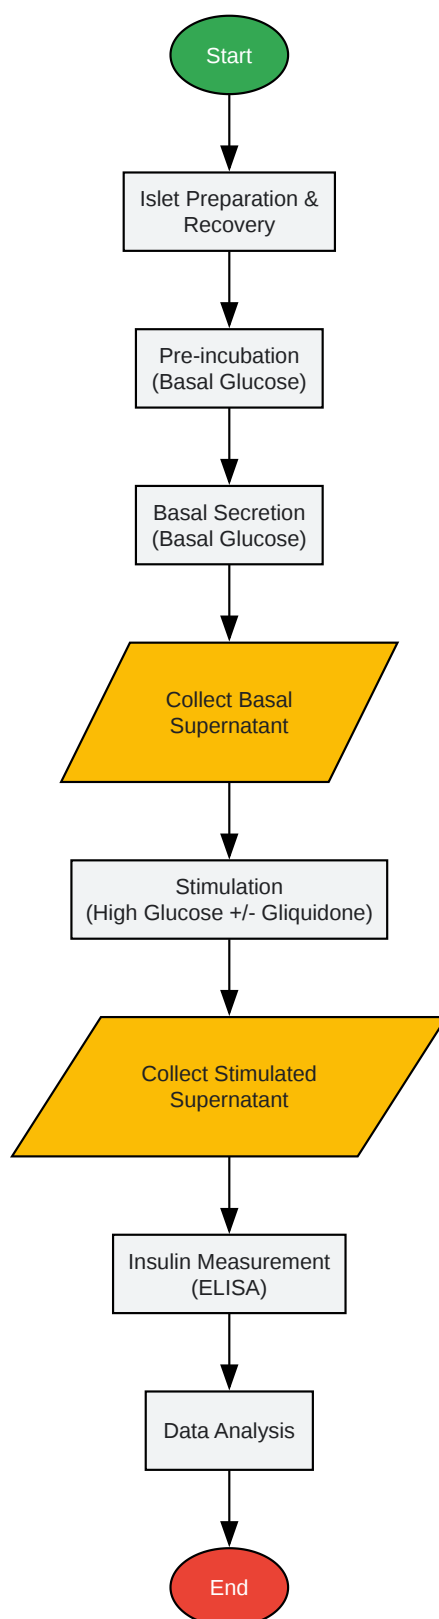 Start
Islet Preparation &
Recovery
Pre-incubation
(Basal Glucose)
Basal Secretion
(Basal Glucose)
Collect Basal
Supernatant
Stimulation
(High Glucose +/- Gliquidone)
Collect Stimulated
Supernatant
Insulin Measurement
(ELISA)
Data Analysis
End